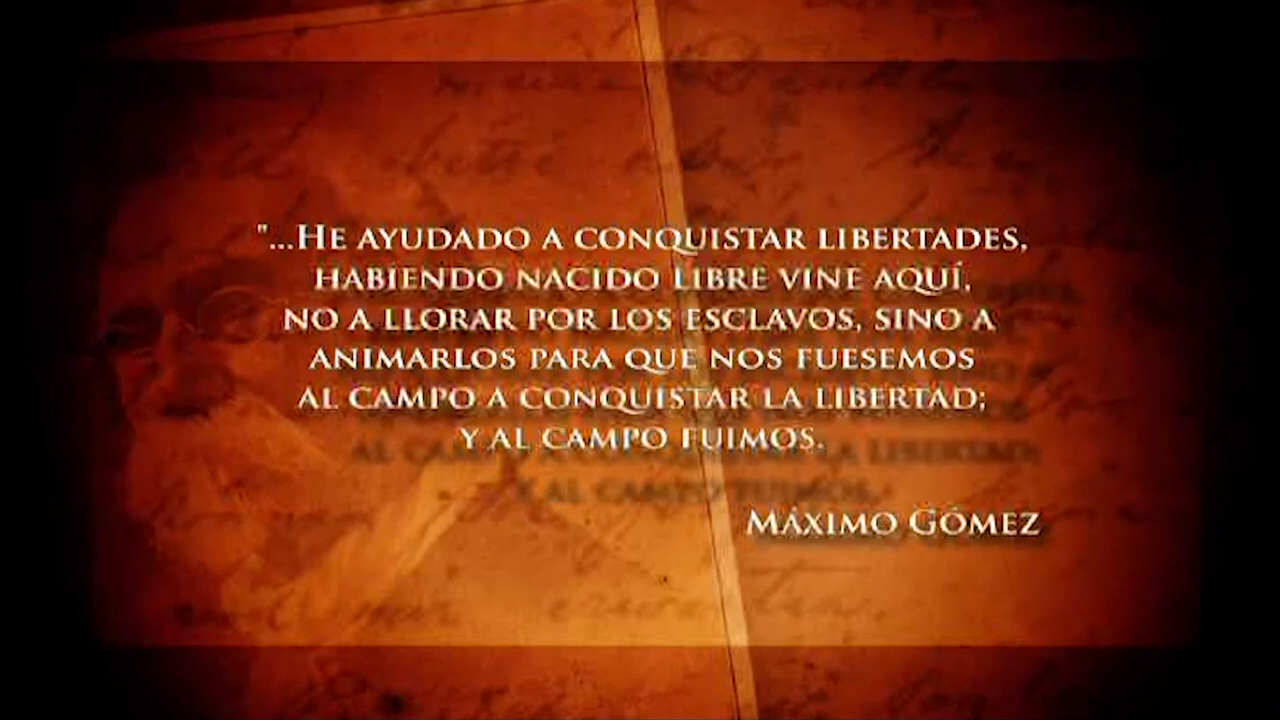 "...HE AYUDADO A CONQUISTAR LIBERTADES,
HABIENDO NACIDO LIBRE VINE AQUÍ,
NO A LLORAR POR LOS ESCLAVOS, SINO A
ANIMARLOS PARA QUE NOS FUESEMOS
AL CAMPO A CONQUISTAR LA LIBERTAD;
Y AL CAMPO FUIMOS.
MÁXIMO GÓMEZ